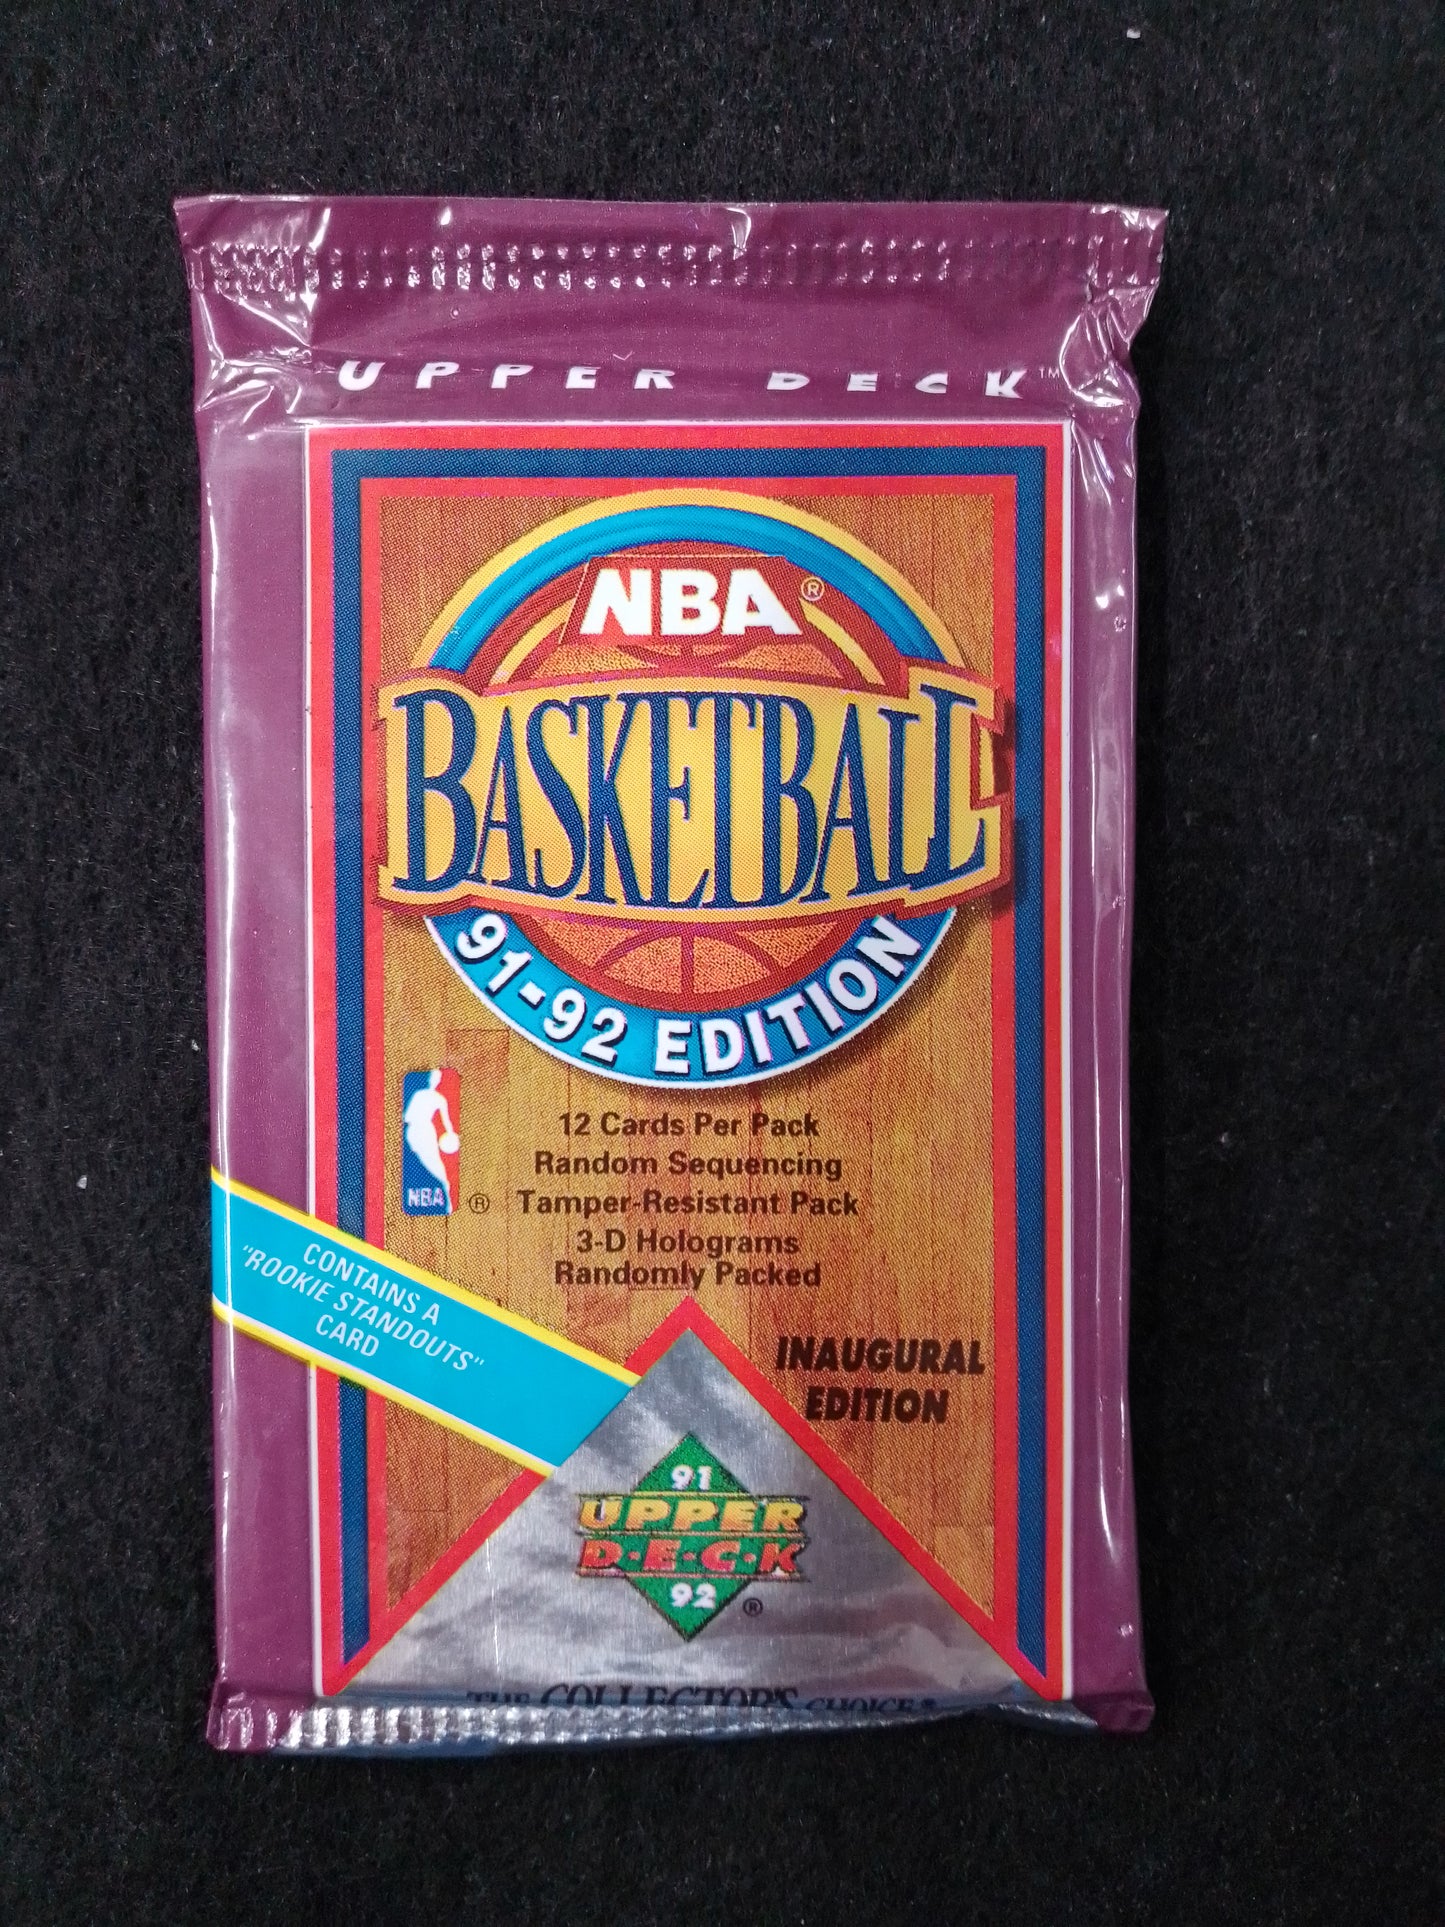 UPPER DECK™
NBA®
BASKETBALL
91-92 EDITION
12 Cards Per Pack
Random Sequencing
NBA ® Tamper-Resistant Pack
3-D Holograms
Randomly Packed
CONTAINS A
"ROOKIE STANDOUTS"
CARD
INAUGURAL
EDITION
91
UPPER
D·E·C·K
92 ®
THE COLLECTOR'S CHOICE®